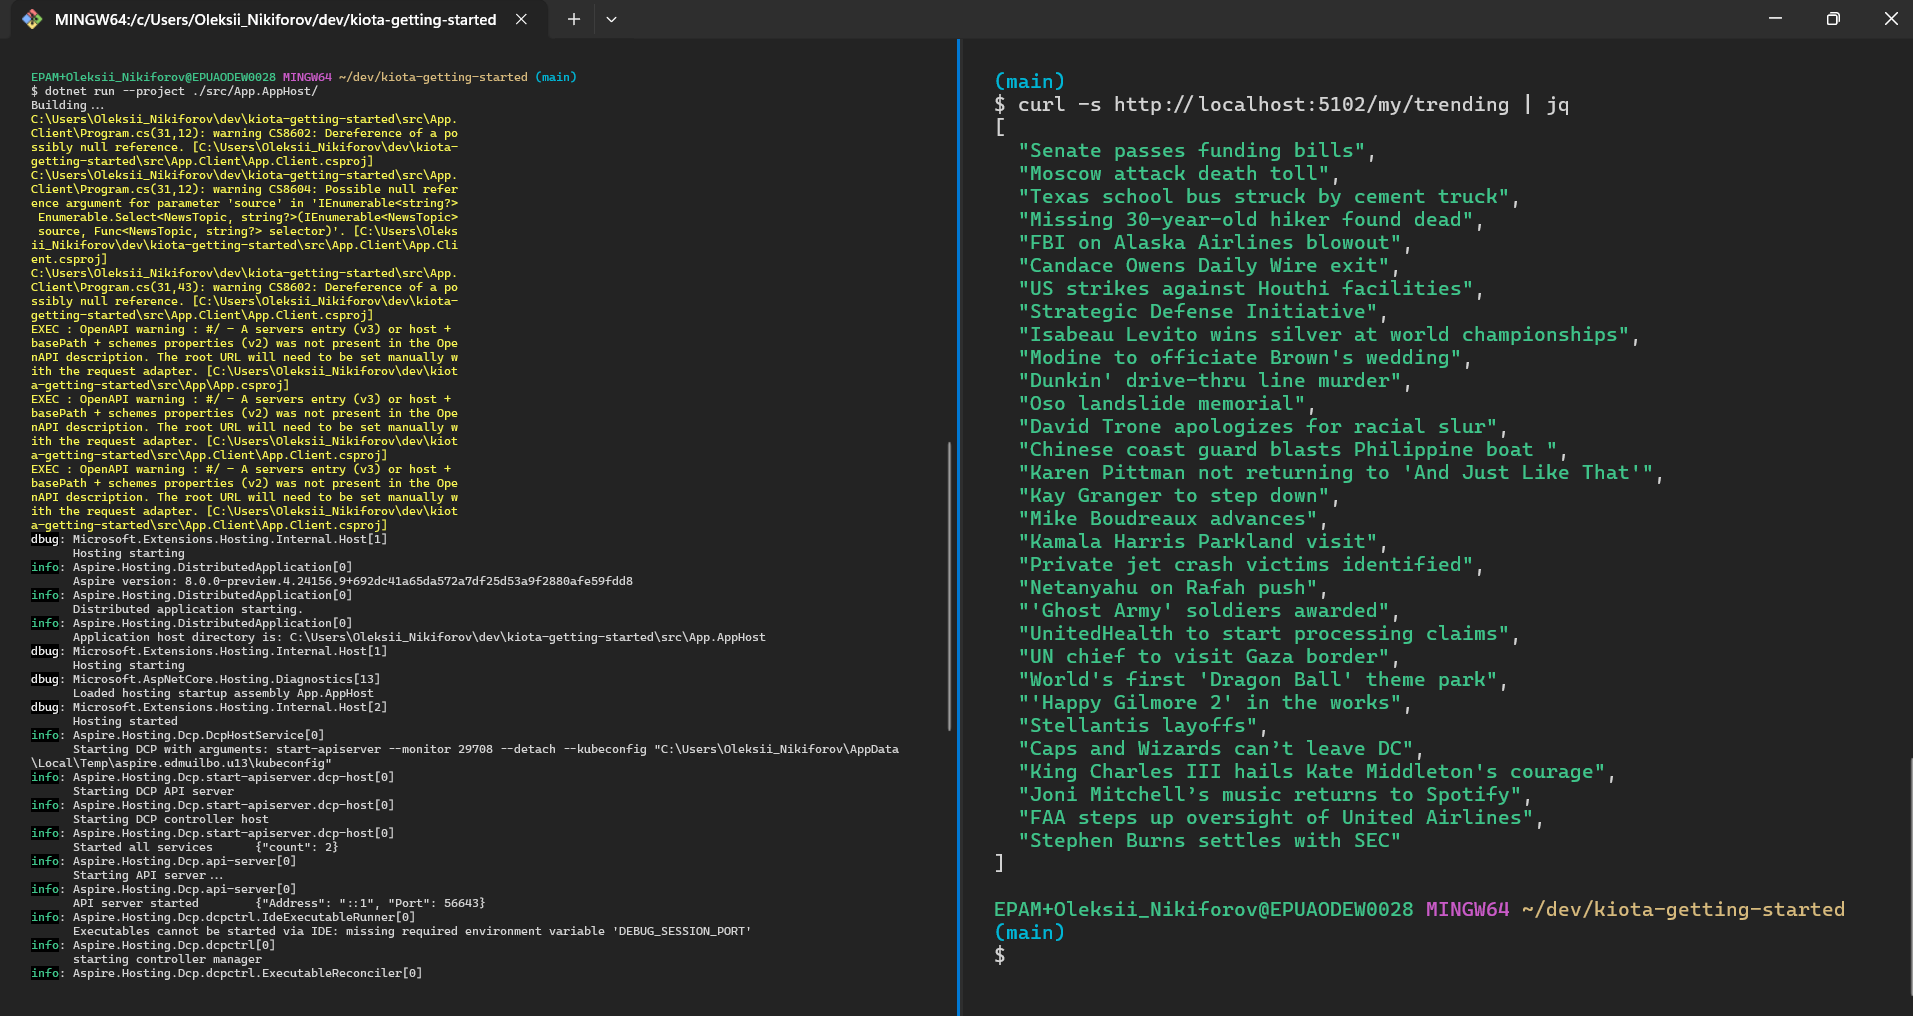 MINGW64:/c/Users/Oleksii_Nikiforov/dev/kiota-getting-started
EPAM+Oleksii_Nikiforov@EPUAODEW0028 MINGW64 ~/dev/kiota-getting-started (main)
$ dotnet run --project ./src/App.AppHost/
Building...
C:\Users\Oleksii_Nikiforov\dev\kiota-getting-started\src\App.
Client\Program.cs(31,12): warning CS8602: Dereference of a po
ssibly null reference. [C:\Users\Oleksii_Nikiforov\dev\kiota-
getting-started\src\App.Client\App.Client.csproj]
C:\Users\Oleksii_Nikiforov\dev\kiota-getting-started\src\App.
Client\Program.cs(31,12): warning CS8604: Possible null refer
ence argument for parameter 'source' in 'IEnumerable<string?>
 Enumerable.Select<NewsTopic, string?>(IEnumerable<NewsTopic>
 source, Func<NewsTopic, string?> selector)'. [C:\Users\Oleks
ii_Nikiforov\dev\kiota-getting-started\src\App.Client\App.Cli
ent.csproj]
C:\Users\Oleksii_Nikiforov\dev\kiota-getting-started\src\App.
Client\Program.cs(31,43): warning CS8602: Dereference of a po
ssibly null reference. [C:\Users\Oleksii_Nikiforov\dev\kiota-
getting-started\src\App.Client\App.Client.csproj]
EXEC : OpenAPI warning : #/ - A servers entry (v3) or host +
basePath + schemes properties (v2) was not present in the Ope
nAPI description. The root URL will need to be set manually w
ith the request adapter. [C:\Users\Oleksii_Nikiforov\dev\kiot
a-getting-started\src\App\App.csproj]
EXEC : OpenAPI warning : #/ - A servers entry (v3) or host +
basePath + schemes properties (v2) was not present in the Ope
nAPI description. The root URL will need to be set manually w
ith the request adapter. [C:\Users\Oleksii_Nikiforov\dev\kiot
a-getting-started\src\App.Client\App.Client.csproj]
EXEC : OpenAPI warning : #/ - A servers entry (v3) or host +
basePath + schemes properties (v2) was not present in the Ope
nAPI description. The root URL will need to be set manually w
ith the request adapter. [C:\Users\Oleksii_Nikiforov\dev\kiot
a-getting-started\src\App.Client\App.Client.csproj]
dbug: Microsoft.Extensions.Hosting.Internal.Host[1]
      Hosting starting
info: Aspire.Hosting.DistributedApplication[0]
      Aspire version: 8.0.0-preview.4.24156.9+692dc41a65da572a7df25d53a9f2880afe59fdd8
info: Aspire.Hosting.DistributedApplication[0]
      Distributed application starting.
info: Aspire.Hosting.DistributedApplication[0]
      Application host directory is: C:\Users\Oleksii_Nikiforov\dev\kiota-getting-started\src\App.AppHost
dbug: Microsoft.Extensions.Hosting.Internal.Host[1]
      Hosting starting
dbug: Microsoft.AspNetCore.Hosting.Diagnostics[13]
      Loaded hosting startup assembly App.AppHost
dbug: Microsoft.Extensions.Hosting.Internal.Host[2]
      Hosting started
info: Aspire.Hosting.Dcp.DcpHostService[0]
      Starting DCP with arguments: start-apiserver --monitor 29708 --detach --kubeconfig "C:\Users\Oleksii_Nikiforov\AppData
\Local\Temp\aspire.edmuilbo.u13\kubeconfig"
info: Aspire.Hosting.Dcp.start-apiserver.dcp-host[0]
      Starting DCP API server
info: Aspire.Hosting.Dcp.start-apiserver.dcp-host[0]
      Starting DCP controller host
info: Aspire.Hosting.Dcp.start-apiserver.dcp-host[0]
      Started all services      {"count": 2}
info: Aspire.Hosting.Dcp.api-server[0]
      Starting API server...
info: Aspire.Hosting.Dcp.api-server[0]
      API server started        {"Address": "::1", "Port": 56643}
info: Aspire.Hosting.Dcp.dcpctrl.IdeExecutableRunner[0]
      Executables cannot be started via IDE: missing required environment variable 'DEBUG_SESSION_PORT'
info: Aspire.Hosting.Dcp.dcpctrl[0]
      starting controller manager
info: Aspire.Hosting.Dcp.dcpctrl.ExecutableReconciler[0]
(main)
$ curl -s http://localhost:5102/my/trending | jq
[
  "Senate passes funding bills",
  "Moscow attack death toll",
  "Texas school bus struck by cement truck",
  "Missing 30-year-old hiker found dead",
  "FBI on Alaska Airlines blowout",
  "Candace Owens Daily Wire exit",
  "US strikes against Houthi facilities",
  "Strategic Defense Initiative",
  "Isabeau Levito wins silver at world championships",
  "Modine to officiate Brown's wedding",
  "Dunkin' drive-thru line murder",
  "Oso landslide memorial",
  "David Trone apologizes for racial slur",
  "Chinese coast guard blasts Philippine boat ",
  "Karen Pittman not returning to 'And Just Like That'",
  "Kay Granger to step down",
  "Mike Boudreaux advances",
  "Kamala Harris Parkland visit",
  "Private jet crash victims identified",
  "Netanyahu on Rafah push",
  "'Ghost Army' soldiers awarded",
  "UnitedHealth to start processing claims",
  "UN chief to visit Gaza border",
  "World's first 'Dragon Ball' theme park",
  "'Happy Gilmore 2' in the works",
  "Stellantis layoffs",
  "Caps and Wizards can’t leave DC",
  "King Charles III hails Kate Middleton's courage",
  "Joni Mitchell’s music returns to Spotify",
  "FAA steps up oversight of United Airlines",
  "Stephen Burns settles with SEC"
]
EPAM+Oleksii_Nikiforov@EPUAODEW0028 MINGW64 ~/dev/kiota-getting-started
(main)
$